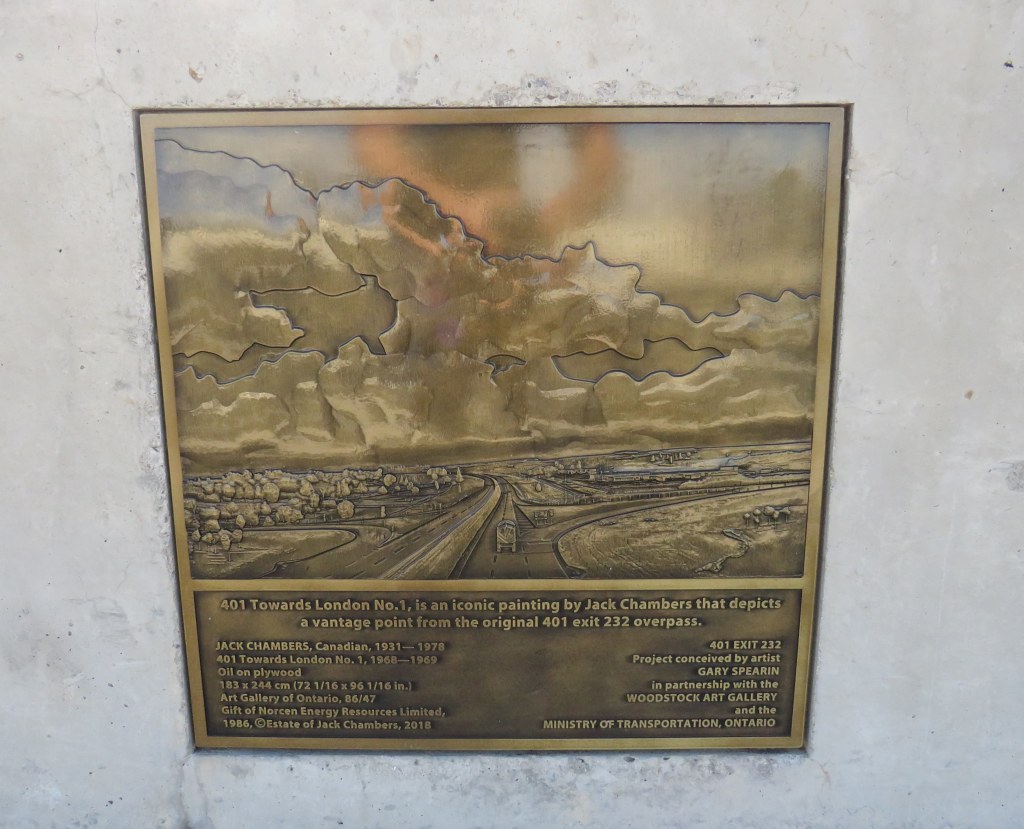 401 Towards London No.1, is an iconic painting by Jack Chambers that depicts
a vantage point from the original 401 exit 232 overpass.
JACK CHAMBERS, Canadian, 1931— 1978
401 Towards London No. 1, 1968—1969
Oil on plywood
183 x 244 cm (72 1/16 x 96 1/16 in.)
Art Gallery of Ontario, 86/47
Gift of Norcen Energy Resources Limited,
1986, ©Estate of Jack Chambers, 2018
401 EXIT 232
Project conceived by artist
GARY SPEARIN
in partnership with the
WOODSTOCK ART GALLERY
and the
MINISTRY OF TRANSPORTATION, ONTARIO